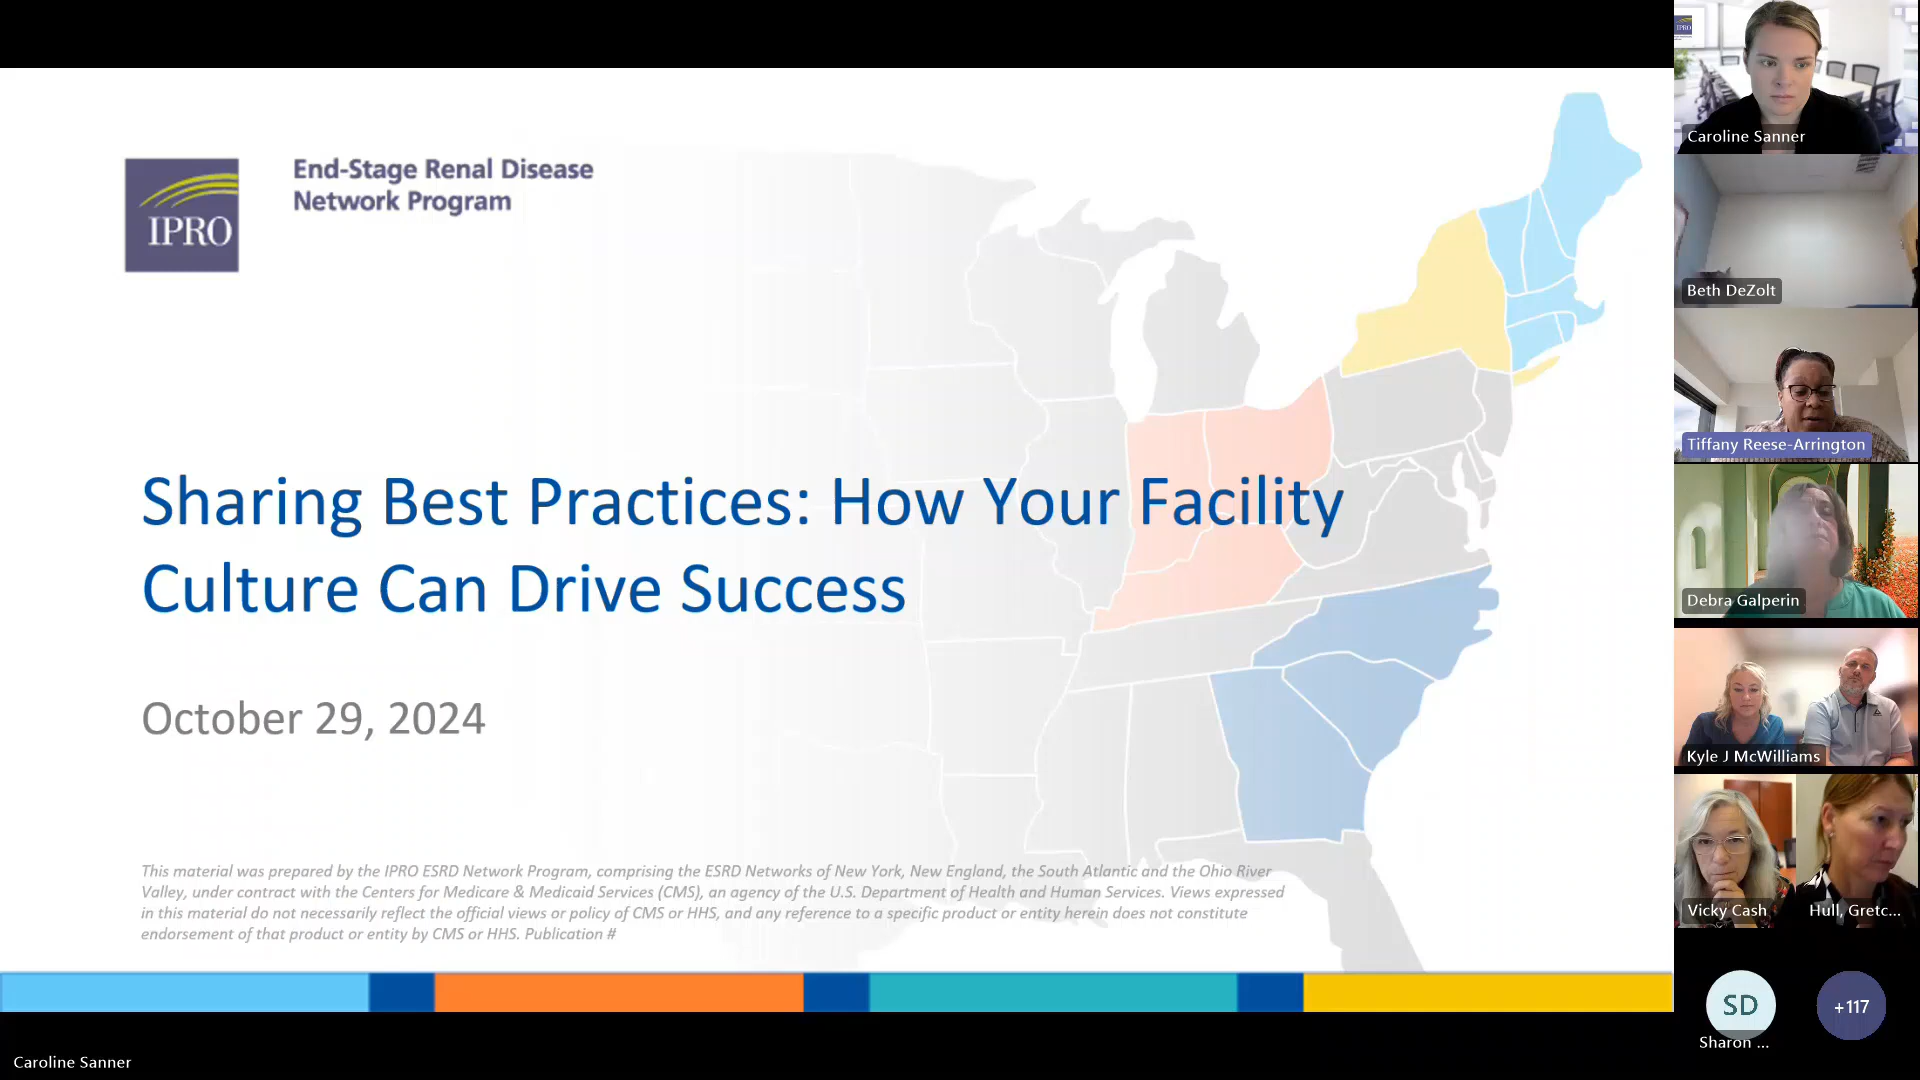 IPRO
End-Stage Renal Disease
Network Program
Sharing Best Practices: How Your Facility
Culture Can Drive Success
October 29, 2024
This material was prepared by the IPRO ESRD Network Program, comprising the ESRD Networks of New York, New England, the South Atlantic and the Ohio River
Valley, under contract with the Centers for Medicare & Medicaid Services (CMS), an agency of the U.S. Department of Health and Human Services. Views expressed
in this material do not necessarily reflect the official views or policy of CMS or HHS, and any reference to a specific product or entity herein does not constitute
endorsement of that product or entity by CMS or HHS. Publication #
Caroline Sanner
IPRO
Caroline Sanner
Beth DeZolt
Tiffany Reese-Arrington
Debra Galperin
Kyle J McWilliams
Vicky Cash
Hull, Gretc...
SD
Sharon ...
+117